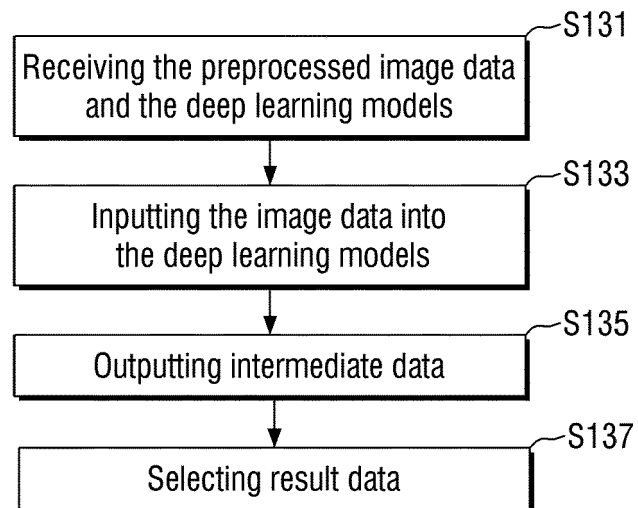 S131
Receiving the preprocessed image data
and the deep learning models
S133
Inputting the image data into
the deep learning models
S135
Outputting intermediate data
S137
Selecting result data